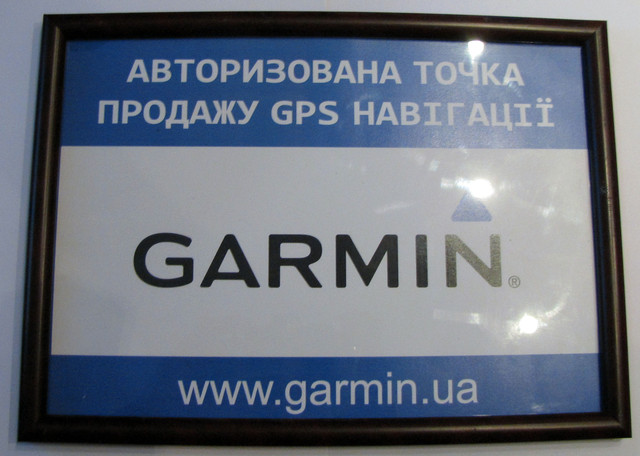 АВТОРИЗОВАНА ТОЧКА
ПРОДАЖУ GPS НАВІГАЦІЇ
GARMIN®
www.garmin.ua